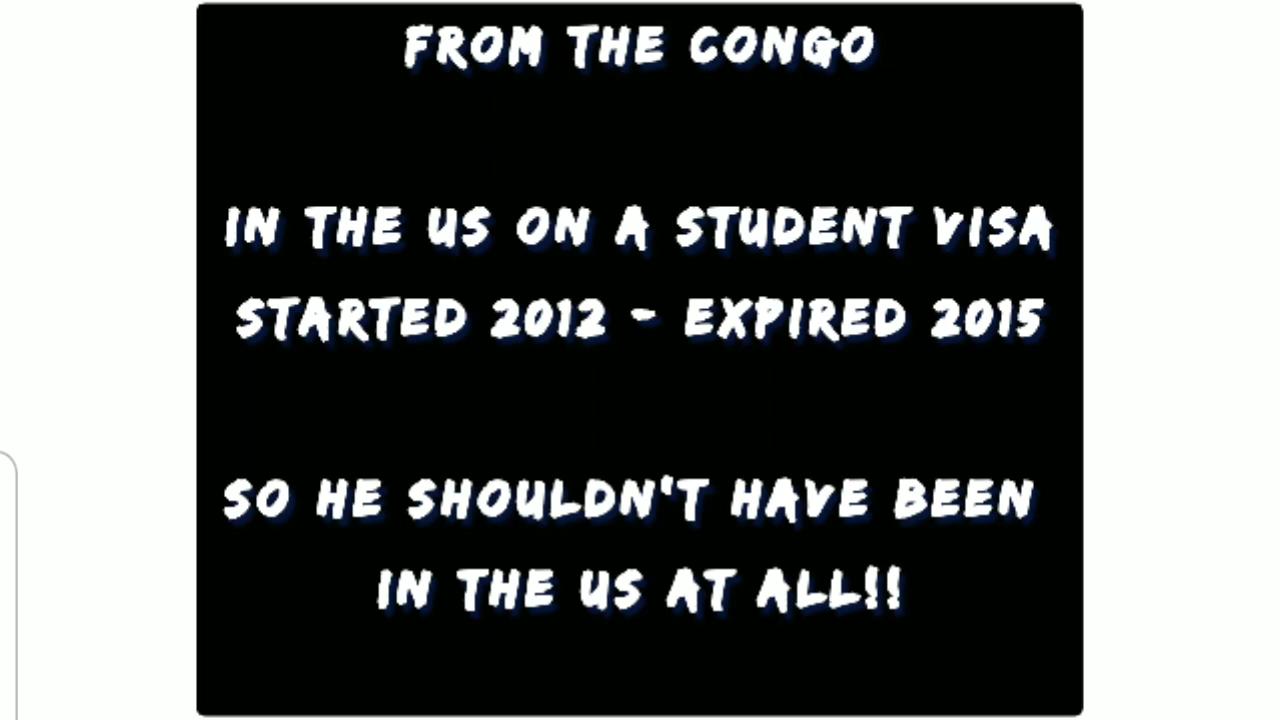 FROM THE CONGO
IN THE US ON A STUDENT VISA
STARTED 2012 - EXPIRED 2015
SO HE SHOULDN'T HAVE BEEN
IN THE US AT ALL!!